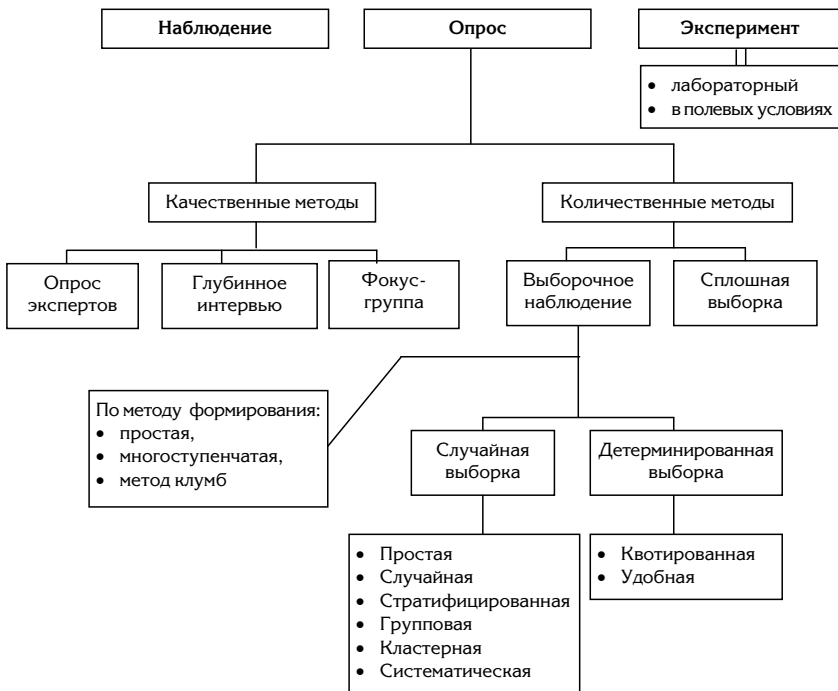 Наблюдение
Опрос
Эксперимент
• лабораторный
• в полевых условиях
Качественные методы
Количественные методы
Опрос
экспертов
Глубинное
интервью
Фокус-
группа
Выборочное
наблюдение
Сплошная
выборка
По методу формирования:
• простая,
• многоступенчатая,
• метод клумб
Случайная
выборка
Детерминированная
выборка
• Простая
• Случайная
• Стратифицированная
• Групповая
• Кластерная
• Систематическая
• Квотированная
• Удобная